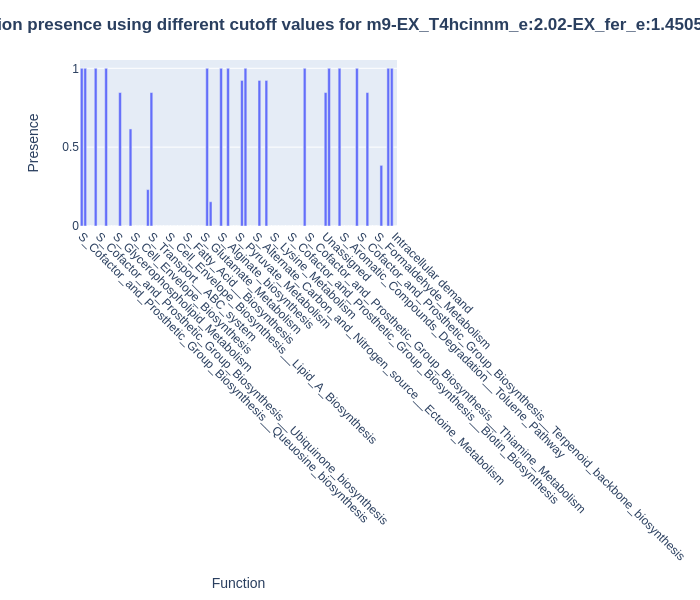 ion presence using different cutoff values for m9-EX_T4hcinnm_e:2.02-EX_fer_e:1.4505
1
0.5
0
Presence
S_Cofactor_and_Prosthetic_Group_Biosynthesis__Queuosine_biosynthesis
S_Cofactor_and_Prosthetic_Group_Biosynthesis__Ubiquinone_biosynthesis
S_Glycerophospholipid_Metabolism
S_Cell_Envelope_Biosynthesis
S_Transport__ABC_system
S_Cell_Envelope_Biosynthesis__Lipid_A_Biosynthesis
S_Fatty_Acid__Biosynthesis
S_Glutamate_Metabolism
S_Alginate_biosynthesis
S_Pyruvate_Metabolism
S_Alternate_Carbon_and_Nitrogen_source__Ectoine_Metabolism
S_Lysine_Metabolism
S_Cofactor_and_Prosthetic_Group_Biosynthesis__Biotin_Biosynthesis
S_Cofactor_and_Prosthetic_Group_Biosynthesis__Thiamine_Metabolism
Unassigned
S_Aromatic_Compounds_Degradation__Toluene_Pathway
S_Cofactor_and_Prosthetic_Group_Biosynthesis__Terpenoid_backbone_biosynthesis
S_Formaldehyde_Metabolism
Intracellular demand
Function